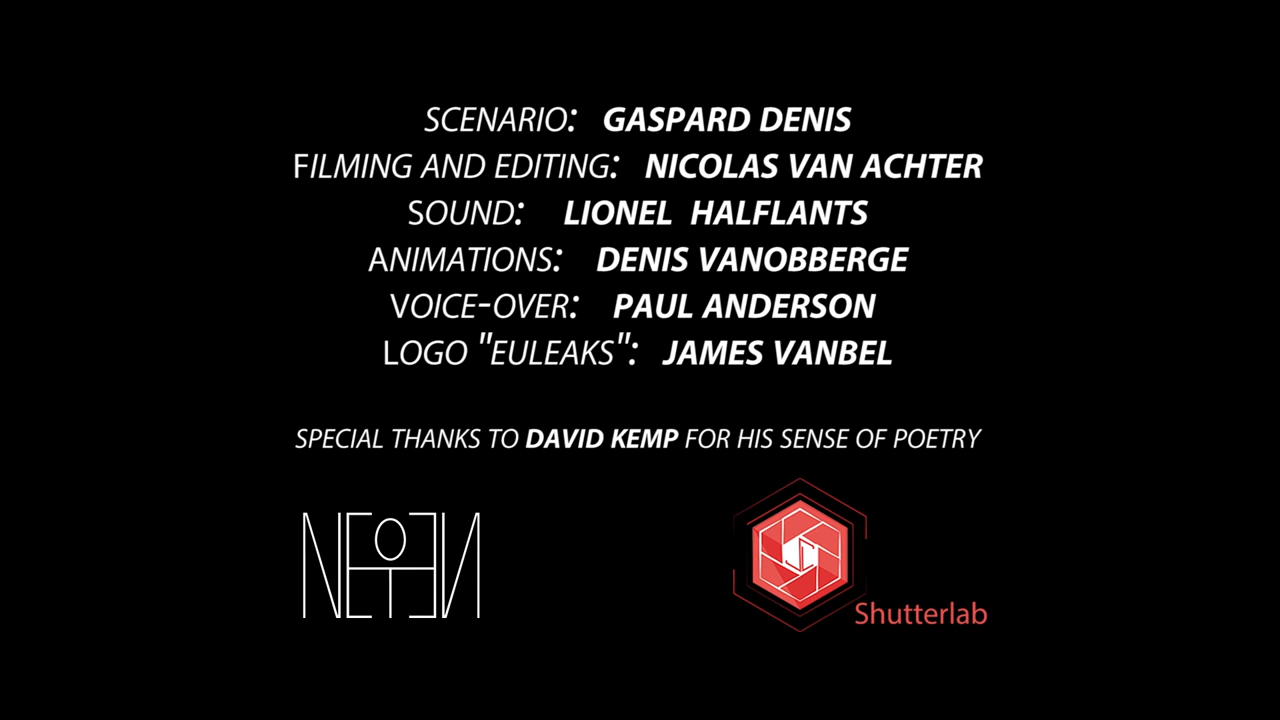 SCENARIO: GASPARD DENIS
FILMING AND EDITING: NICOLAS VAN ACHTER
SOUND: LIONEL HALFLANTS
ANIMATIONS: DENIS VANOBBERGE
VOICE-OVER: PAUL ANDERSON
LOGO "EULEAKS": JAMES VANBEL
SPECIAL THANKS TO DAVID KEMP FOR HIS SENSE OF POETRY
Shutterlab